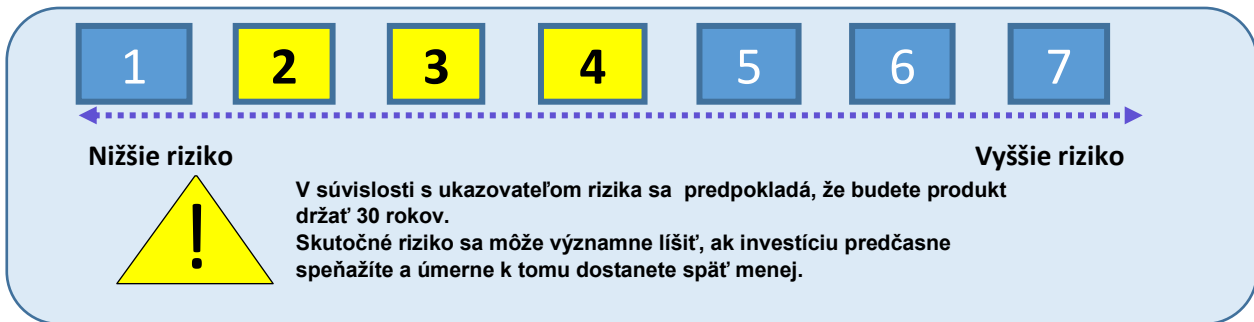 1 2 3 4 5 6 7
Nižšie riziko Vyššie riziko
!
V súvislosti s ukazovateľom rizika sa predpokladá, že budete produkt
držať 30 rokov.
Skutočné riziko sa môže významne líšiť, ak investíciu predčasne
speňažíte a úmerne k tomu dostanete späť menej.